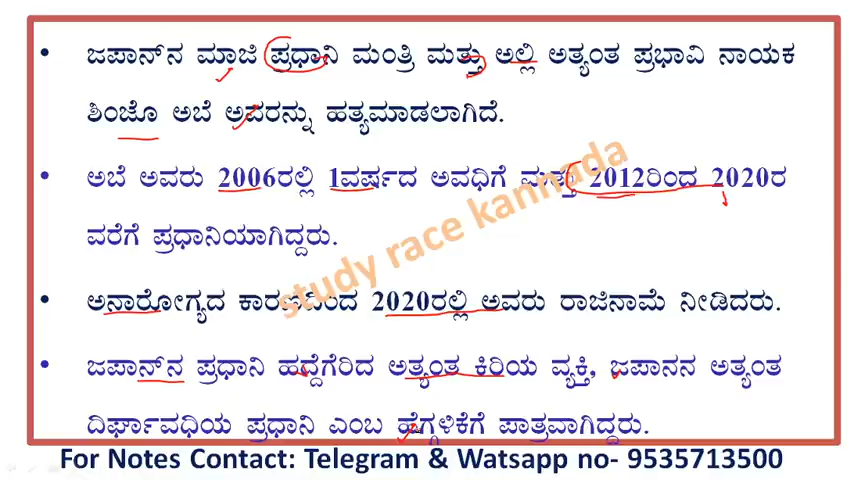 • ಜಪಾನ್‌ನ ಮಾಜಿ ಪ್ರಧಾನಿ ಮಂತ್ರಿ ಮತ್ತು ಅಲ್ಲಿ ಅತ್ಯಂತ ಪ್ರಭಾವಿ ನಾಯಕ
ಶಿಂಜೊ ಅಬೆ ಅವರನ್ನು ಹತ್ಯಮಾಡಲಾಗಿದೆ.
• ಅಬೆ ಅವರು 2006ರಲ್ಲಿ 1ವರ್ಷದ ಅವಧಿಗೆ ಮತ್ತು 2012ರಿಂದ 2020ರ
ವರೆಗೆ ಪ್ರಧಾನಿಯಾಗಿದ್ದರು.
• ಅನಾರೋಗ್ಯದ ಕಾರಣದಿಂದ 2020ರಲ್ಲಿ ಅವರು ರಾಜಿನಾಮೆ ನೀಡಿದರು.
• ಜಪಾನ್‌ನ ಪ್ರಧಾನಿ ಹದ್ದೆಗೆರಿದ ಅತ್ಯಂತ ಕಿರಿಯ ವ್ಯಕ್ತಿ, ಜಪಾನನ ಅತ್ಯಂತ
ದಿರ್ಘಾವಧಿಯ ಪ್ರಧಾನಿ ಎಂಬ ಹೆಗ್ಗಳಿಕೆಗೆ ಪಾತ್ರವಾಗಿದ್ದರು.
study race kannada
For Notes Contact: Telegram & Watsapp no- 9535713500